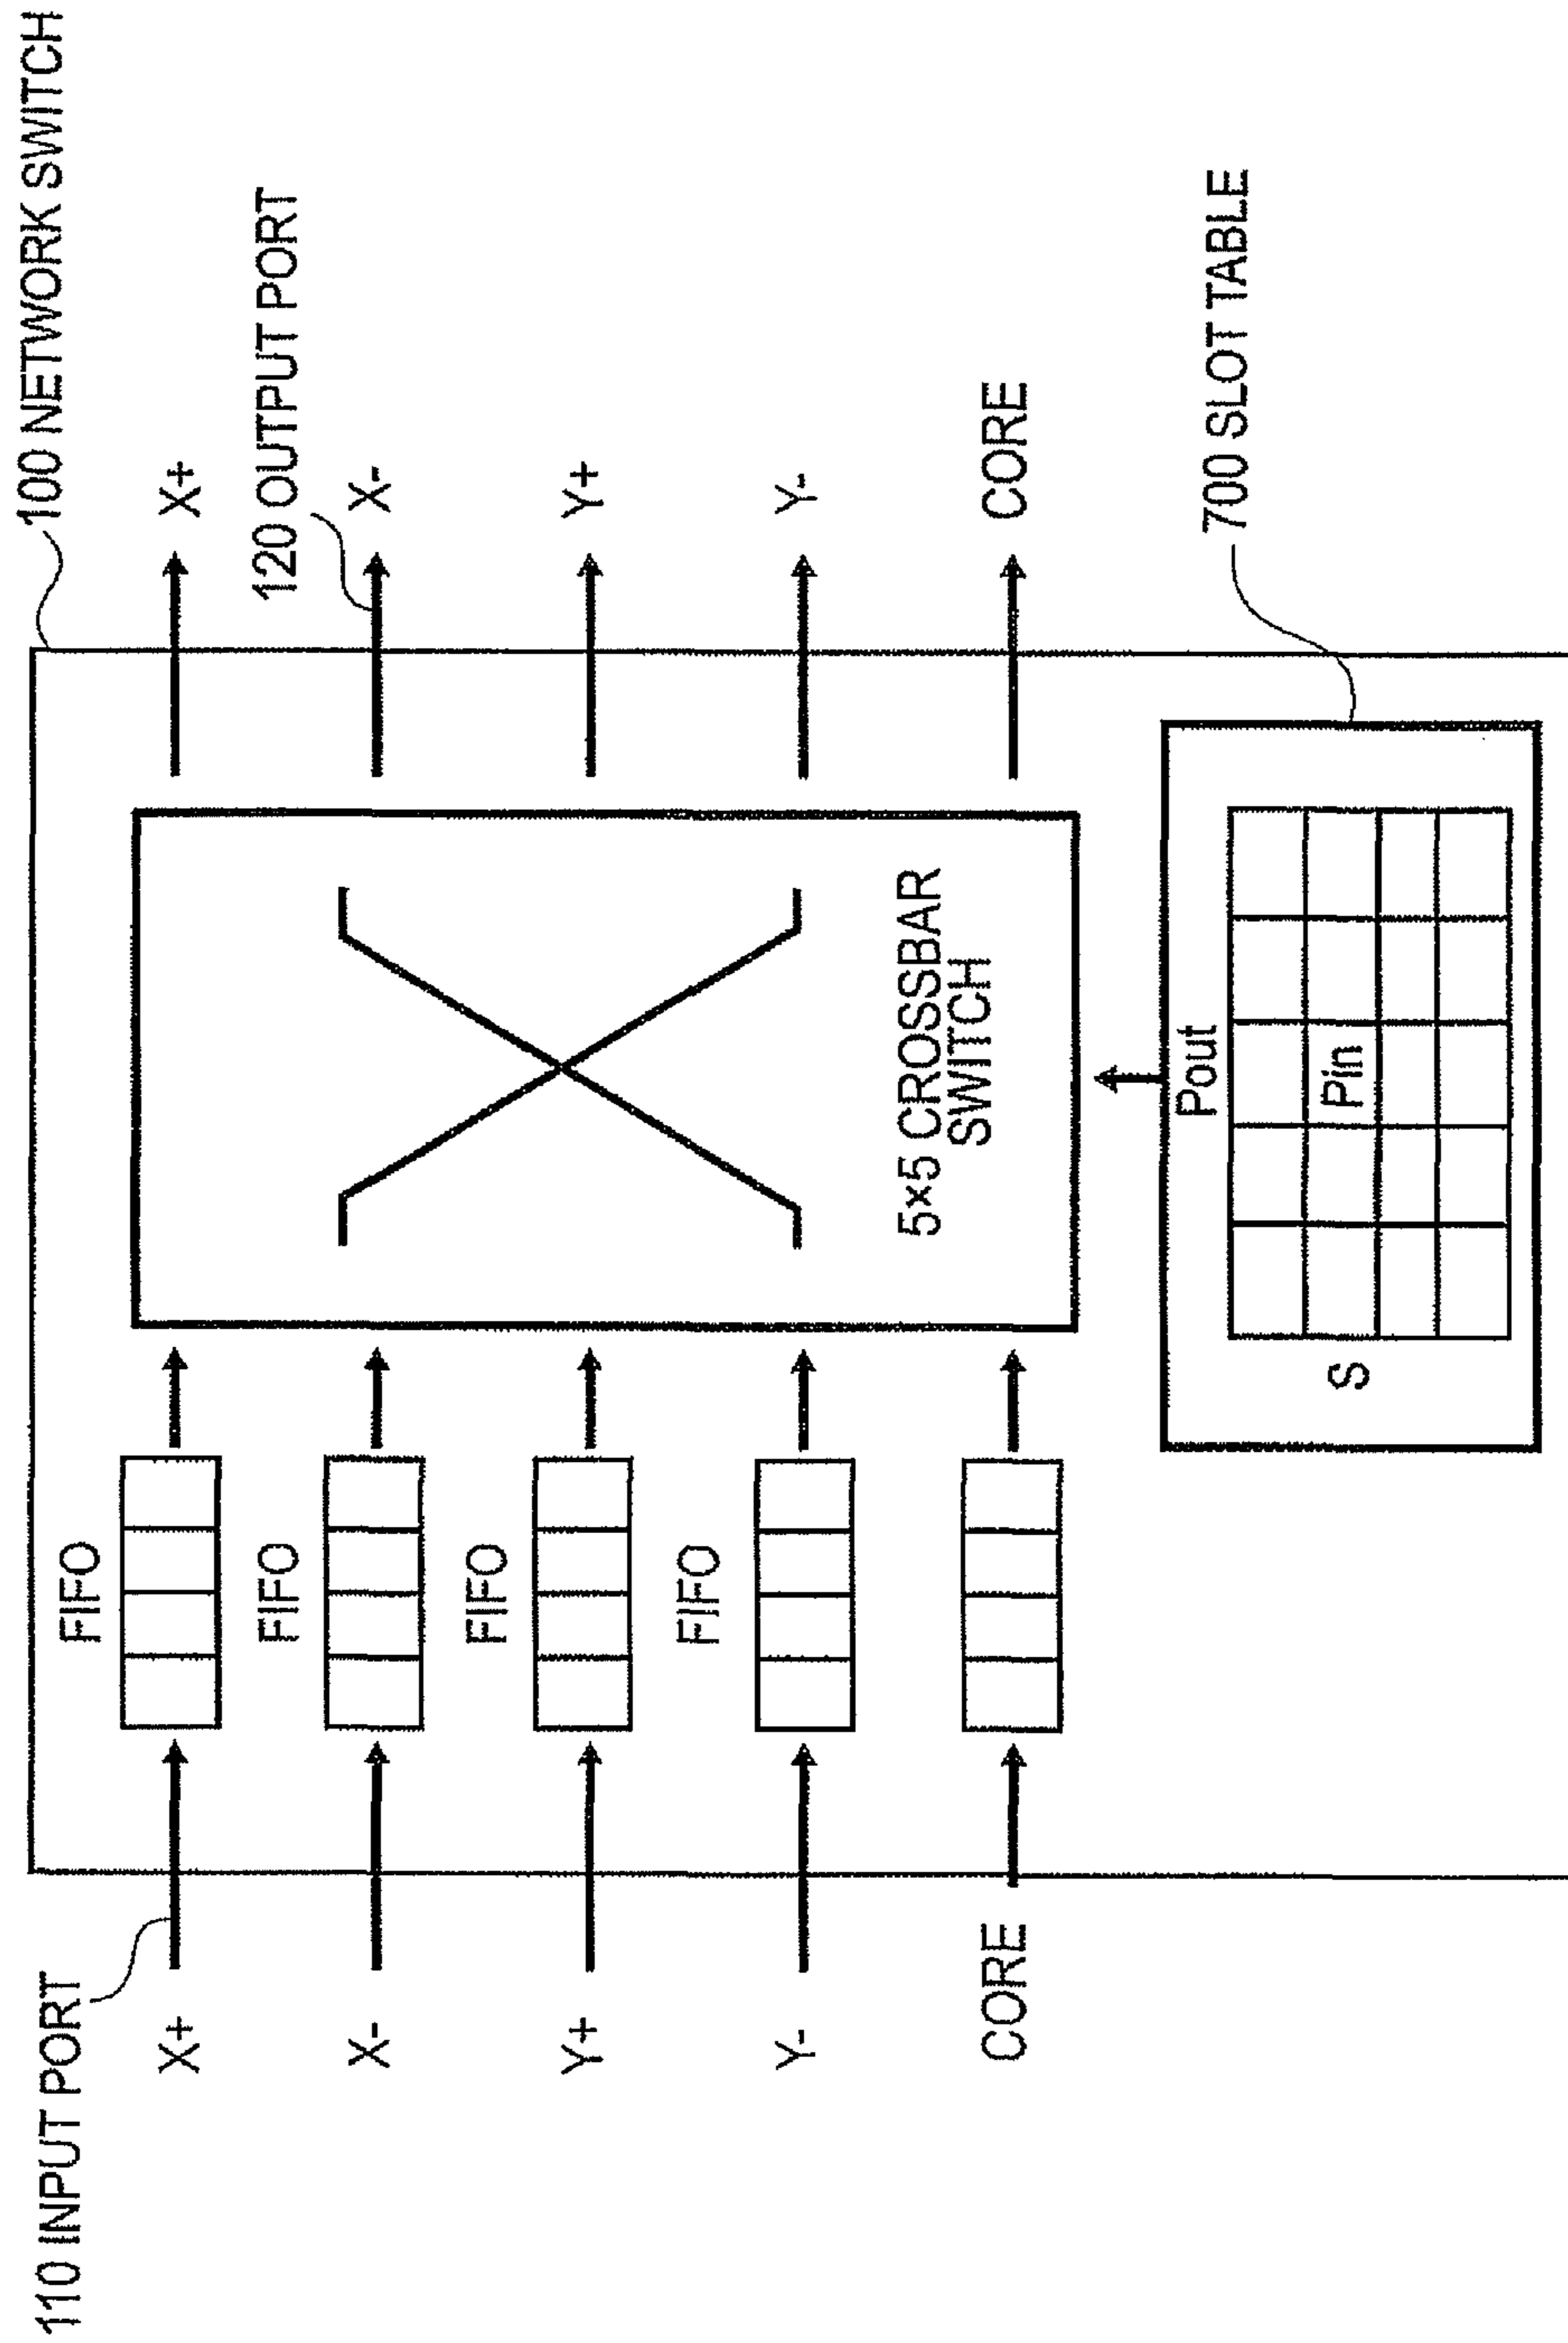 100 NETWORK SWITCH
110 INPUT PORT
X+
FIFO
X+
120 OUTPUT PORT
X-
FIFO
X-
Y+
FIFO
Y+
Y-
FIFO
Y-
5×5 CROSSBAR
SWITCH
CORE
CORE
700 SLOT TABLE
Pout
S
Pin